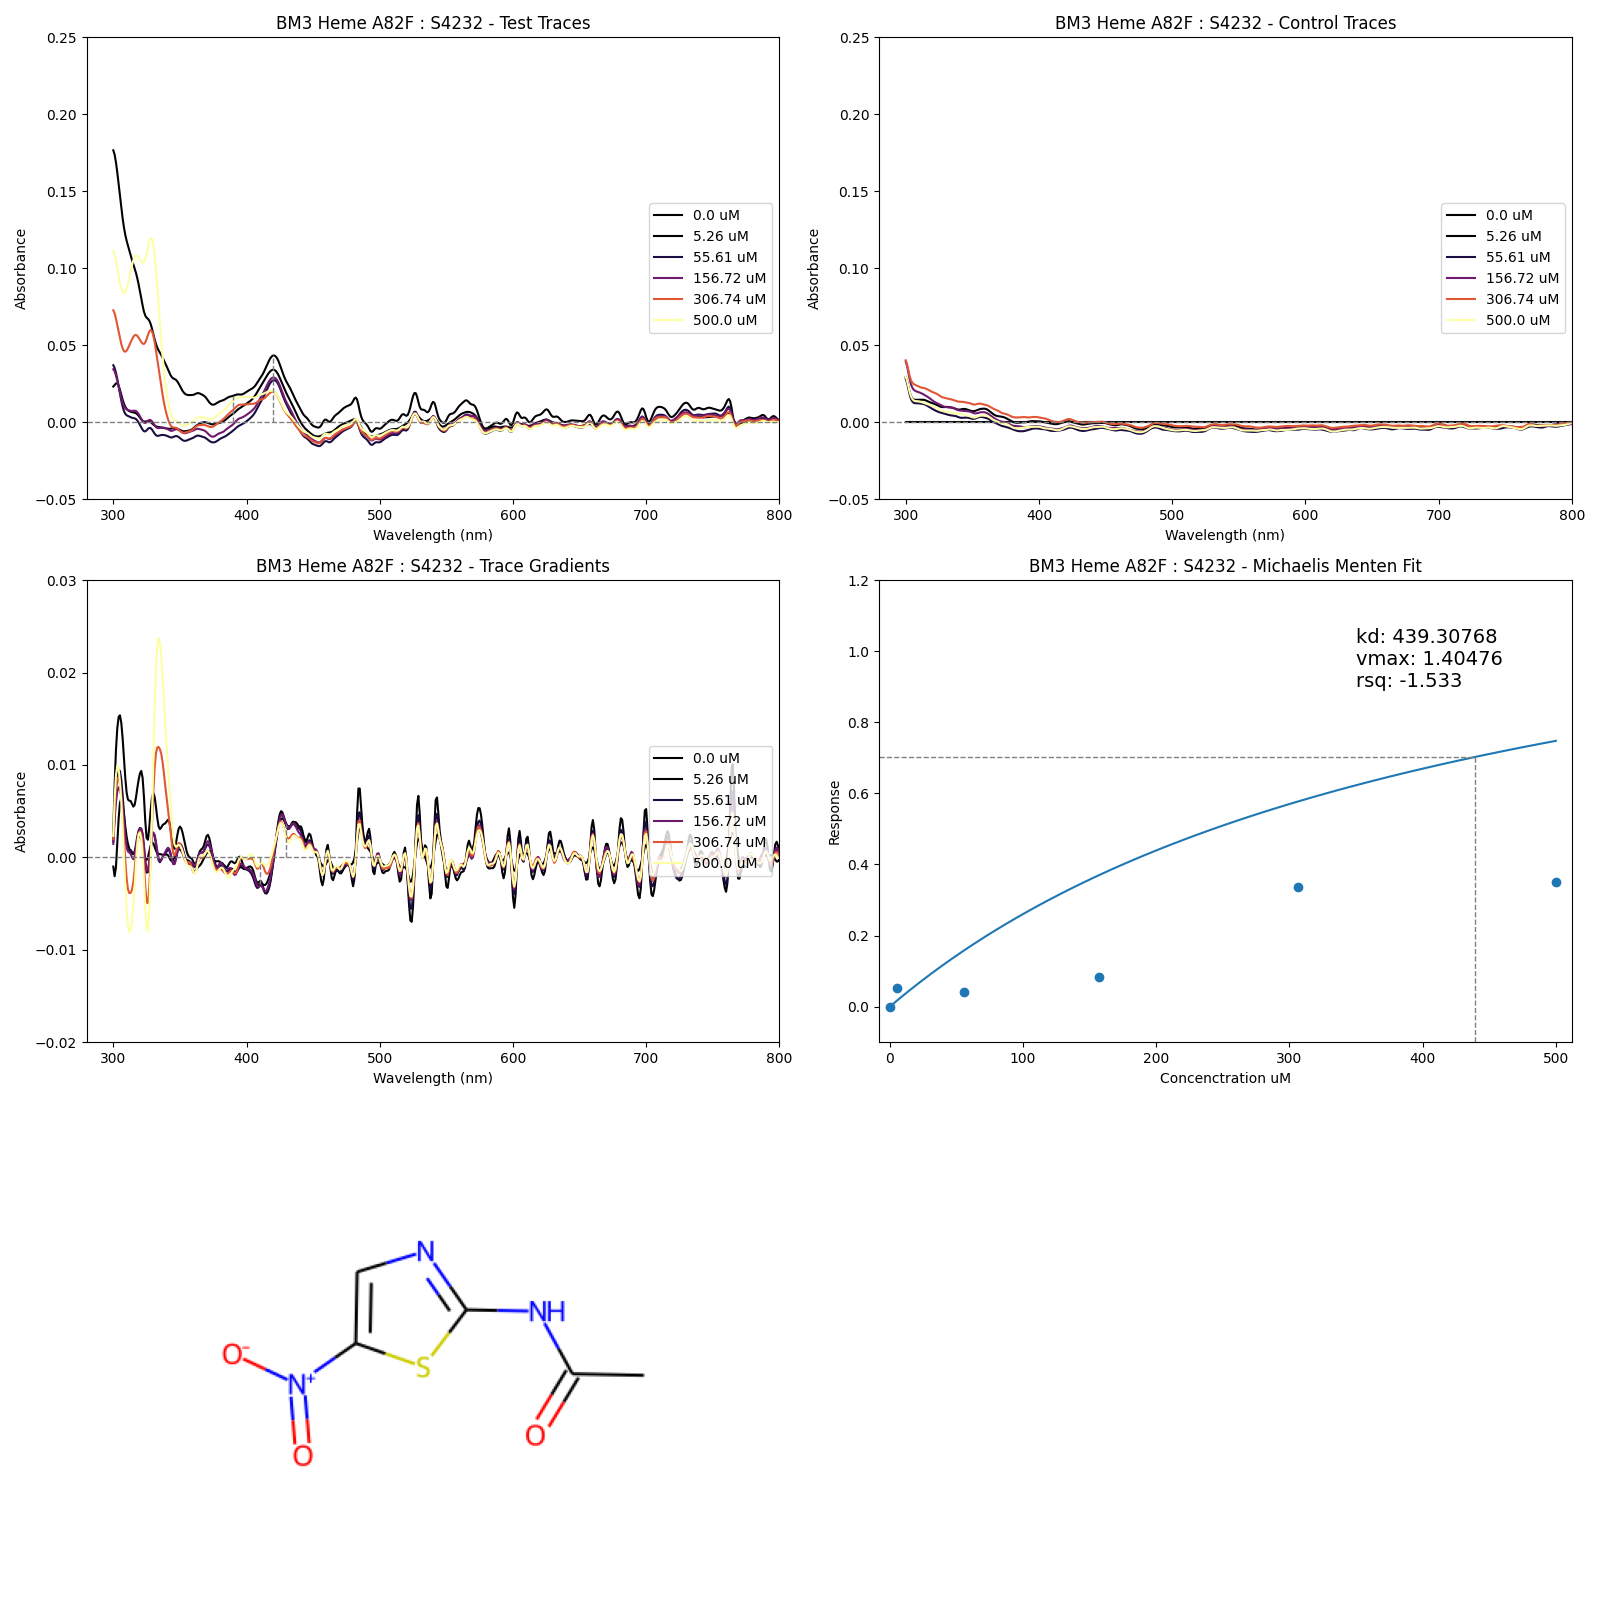 BM3 Heme A82F : S4232 - Test Traces
0.25
0.20
0.15
0.10
0.05
0.00
−0.05
Absorbance
300 400 500 600 700 800
Wavelength (nm)
0.0 uM
5.26 uM
55.61 uM
156.72 uM
306.74 uM
500.0 uM
BM3 Heme A82F : S4232 - Control Traces
0.25
0.20
0.15
0.10
0.05
0.00
−0.05
Absorbance
300 400 500 600 700 800
Wavelength (nm)
0.0 uM
5.26 uM
55.61 uM
156.72 uM
306.74 uM
500.0 uM
BM3 Heme A82F : S4232 - Trace Gradients
0.03
0.02
0.01
0.00
−0.01
−0.02
Absorbance
300 400 500 600 700 800
Wavelength (nm)
0.0 uM
5.26 uM
55.61 uM
156.72 uM
306.74 uM
500.0 uM
BM3 Heme A82F : S4232 - Michaelis Menten Fit
1.2
1.0
0.8
0.6
0.4
0.2
0.0
Response
kd: 439.30768
vmax: 1.40476
rsq: -1.533
0 100 200 300 400 500
Concenctration uM
N
NH
O-
N+
S
O
O